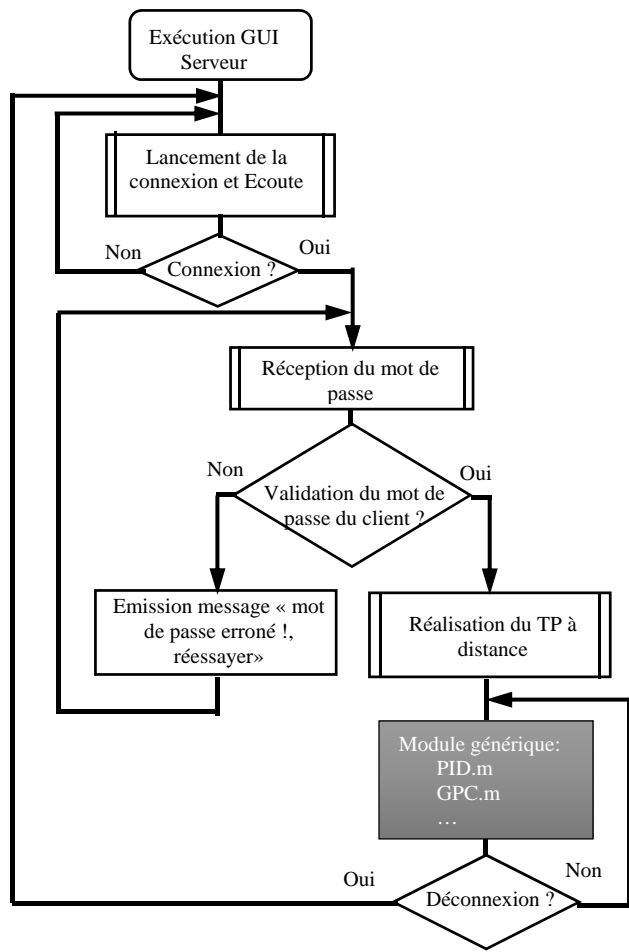 Exécution GUI
Serveur
Lancement de la
connexion et Ecoute
Non
Oui
Connexion ?
Réception du mot de
passe
Non
Oui
Validation du mot de
passe du client ?
Emission message « mot
de passe erroné !,
réessayer»
Réalisation du TP à
distance
Module générique:
PID.m
GPC.m
…
Oui
Non
Déconnexion ?